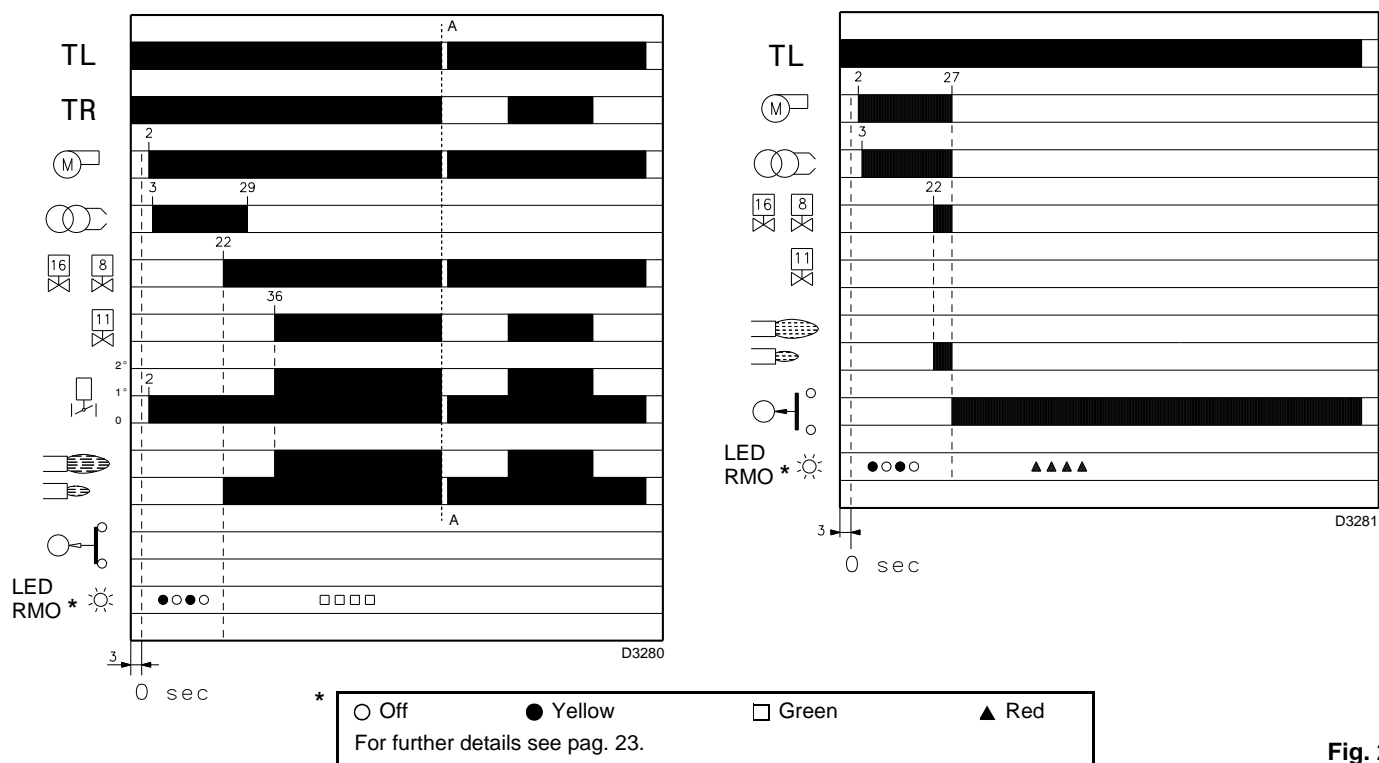 A
TL
TR
2
M
3 29
22
16 8
36
11
2°
1°
0
2
A
LED
RMO *
D3280
3
0 sec
TL
2 27
M
3
22
16 8
11
LED
RMO *
D3281
3
0 sec
*
Off Yellow Green Red
For further details see pag. 23.
Fig.